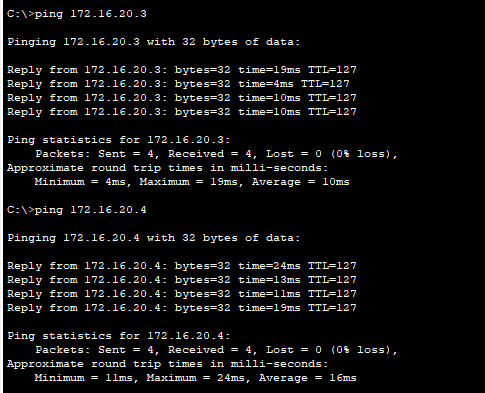 C:\>ping 172.16.20.3
Pinging 172.16.20.3 with 32 bytes of data:
Reply from 172.16.20.3: bytes=32 time=19ms TTL=127
Reply from 172.16.20.3: bytes=32 time=4ms TTL=127
Reply from 172.16.20.3: bytes=32 time=10ms TTL=127
Reply from 172.16.20.3: bytes=32 time=10ms TTL=127
Ping statistics for 172.16.20.3:
    Packets: Sent = 4, Received = 4, Lost = 0 (0% loss),
Approximate round trip times in milli-seconds:
    Minimum = 4ms, Maximum = 19ms, Average = 10ms
C:\>ping 172.16.20.4
Pinging 172.16.20.4 with 32 bytes of data:
Reply from 172.16.20.4: bytes=32 time=24ms TTL=127
Reply from 172.16.20.4: bytes=32 time=13ms TTL=127
Reply from 172.16.20.4: bytes=32 time=11ms TTL=127
Reply from 172.16.20.4: bytes=32 time=19ms TTL=127
Ping statistics for 172.16.20.4:
    Packets: Sent = 4, Received = 4, Lost = 0 (0% loss),
Approximate round trip times in milli-seconds:
    Minimum = 11ms, Maximum = 24ms, Average = 16ms